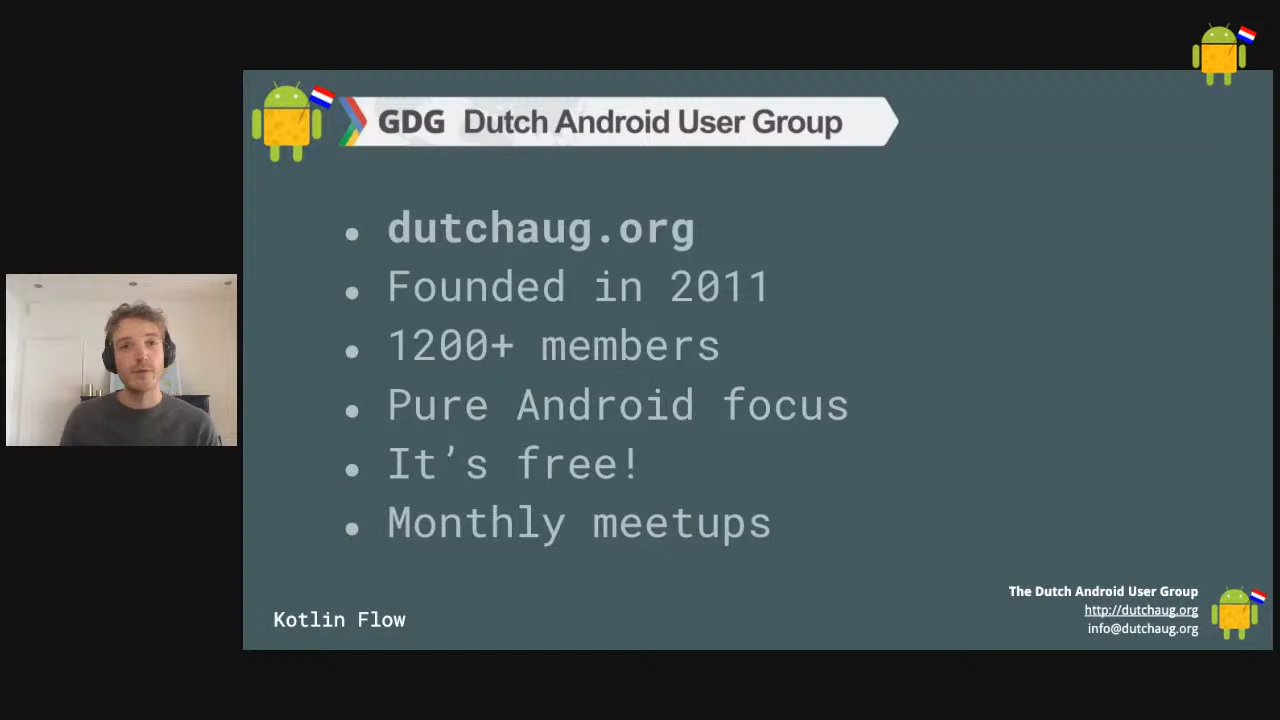 GDG Dutch Android User Group
• dutchaug.org
• Founded in 2011
• 1200+ members
• Pure Android focus
• It’s free!
• Monthly meetups
Kotlin Flow
The Dutch Android User Group
http://dutchaug.org
info@dutchaug.org